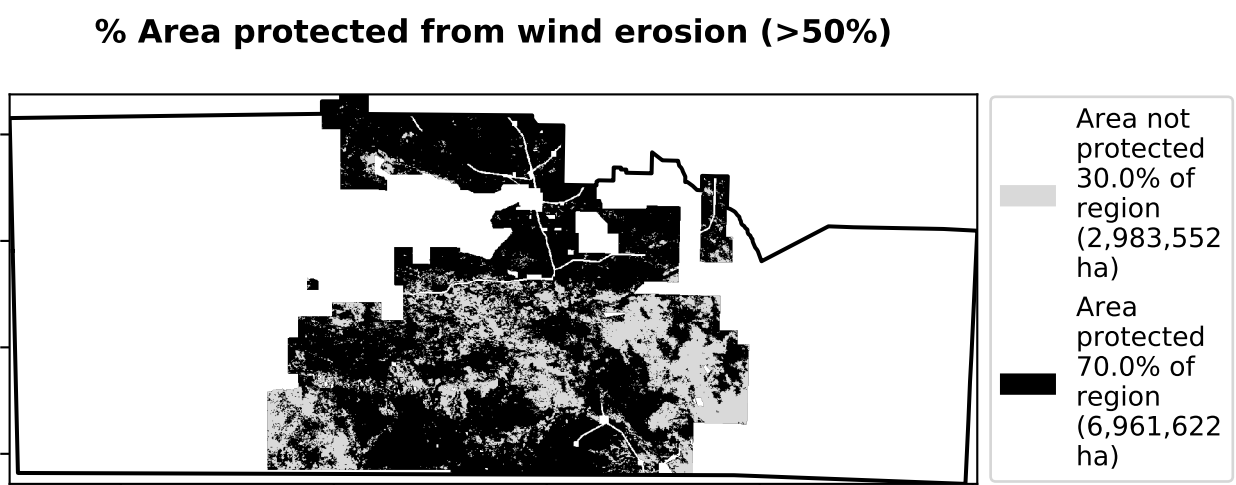 % Area protected from wind erosion (>50%)
Area not
protected
30.0% of
region
(2,983,552
ha)
Area
protected
70.0% of
region
(6,961,622
ha)